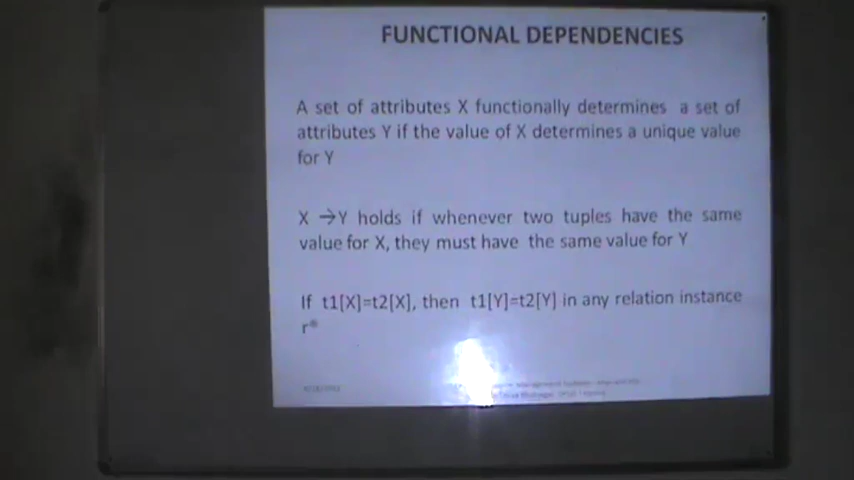 FUNCTIONAL DEPENDENCIES
A set of attributes X functionally determines a set of
attributes Y if the value of X determines a unique value
for Y
X →Y holds if whenever two tuples have the same
value for X, they must have the same value for Y
If t1[X]=t2[X], then t1[Y]=t2[Y] in any relation instance
r®